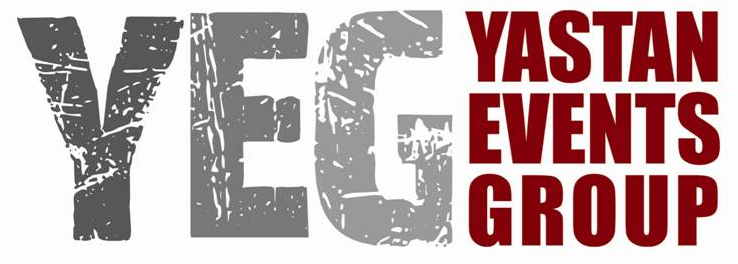 YEG
YASTAN
EVENTS
GROUP